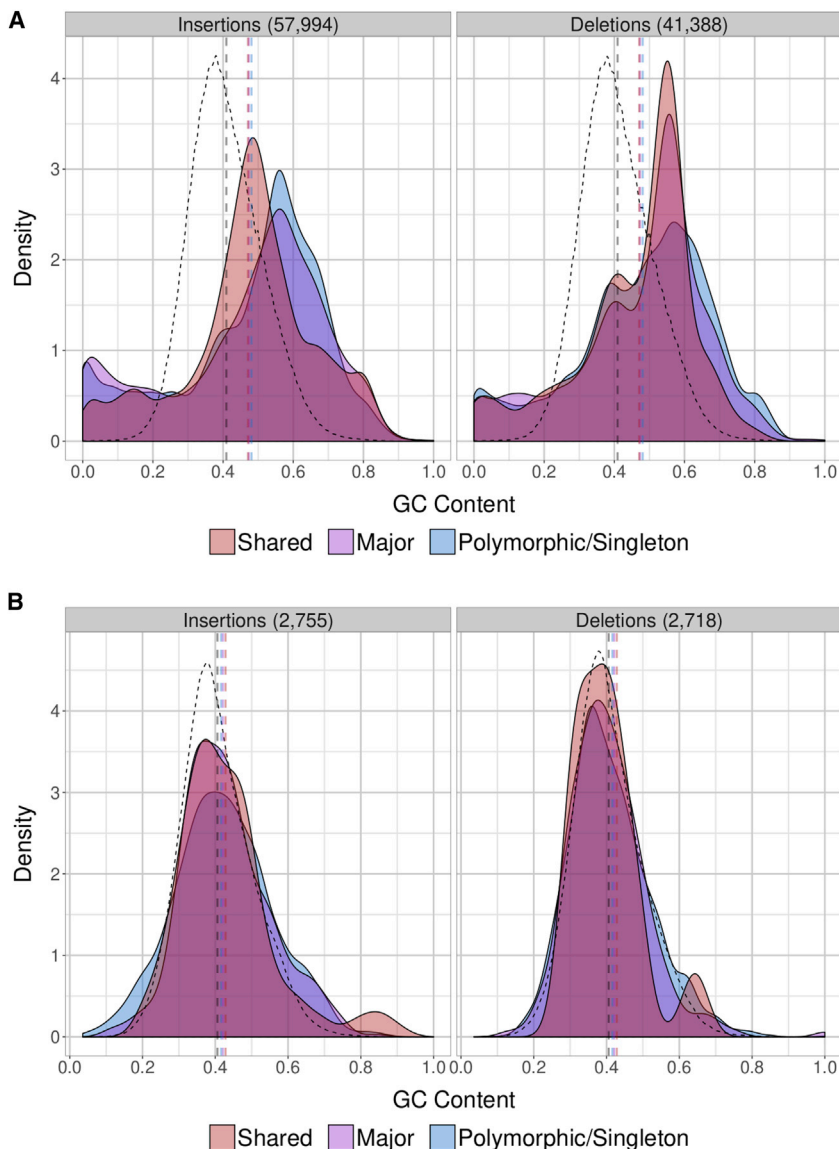 A
Insertions (57,994) Deletions (41,388)
4
3
2
1
0
Density
0.0 0.2 0.4 0.6 0.8 1.0 0.0 0.2 0.4 0.6 0.8 1.0
GC Content
Shared Major Polymorphic/Singleton
B
Insertions (2,755) Deletions (2,718)
4
3
2
1
0
Density
0.0 0.2 0.4 0.6 0.8 1.0 0.0 0.2 0.4 0.6 0.8 1.0
GC Content
Shared Major Polymorphic/Singleton